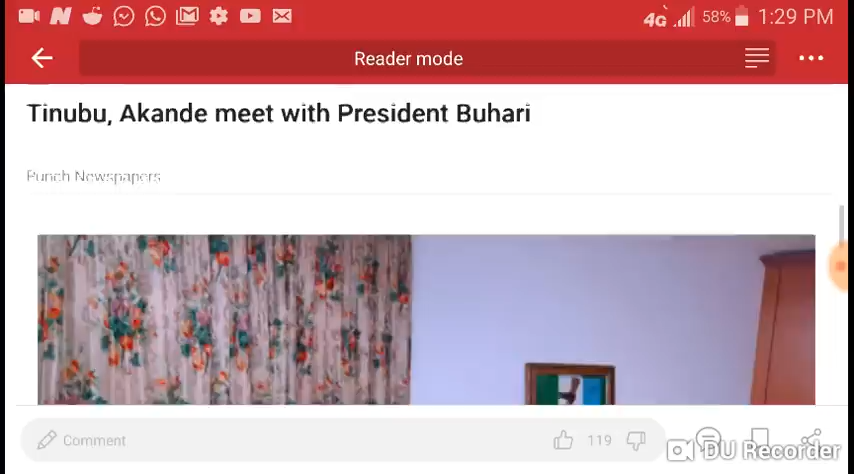 4G 58% 1:29 PM
Reader mode
Tinubu, Akande meet with President Buhari
Punch Newspapers
Comment 119
DU Recorder